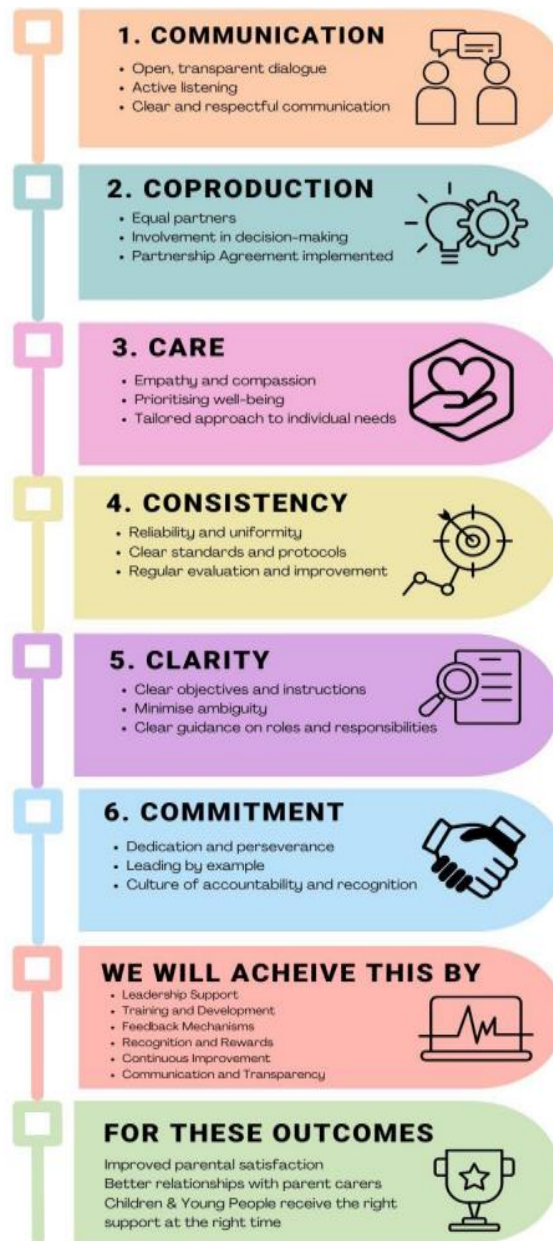 1. COMMUNICATION
• Open, transparent dialogue
• Active listening
• Clear and respectful communication
2. COPRODUCTION
• Equal partners
• Involvement in decision-making
• Partnership Agreement implemented
3. CARE
• Empathy and compassion
• Prioritising well-being
• Tailored approach to individual needs
4. CONSISTENCY
• Reliability and uniformity
• Clear standards and protocols
• Regular evaluation and improvement
5. CLARITY
• Clear objectives and instructions
• Minimise ambiguity
• Clear guidance on roles and responsibilities
6. COMMITMENT
• Dedication and perseverance
• Leading by example
• Culture of accountability and recognition
WE WILL ACHEIVE THIS BY
• Leadership Support
• Training and Development
• Feedback Mechanisms
• Recognition and Rewards
• Continuous Improvement
• Communication and Transparency
FOR THESE OUTCOMES
Improved parental satisfaction
Better relationships with parent carers
Children & Young People receive the right
support at the right time